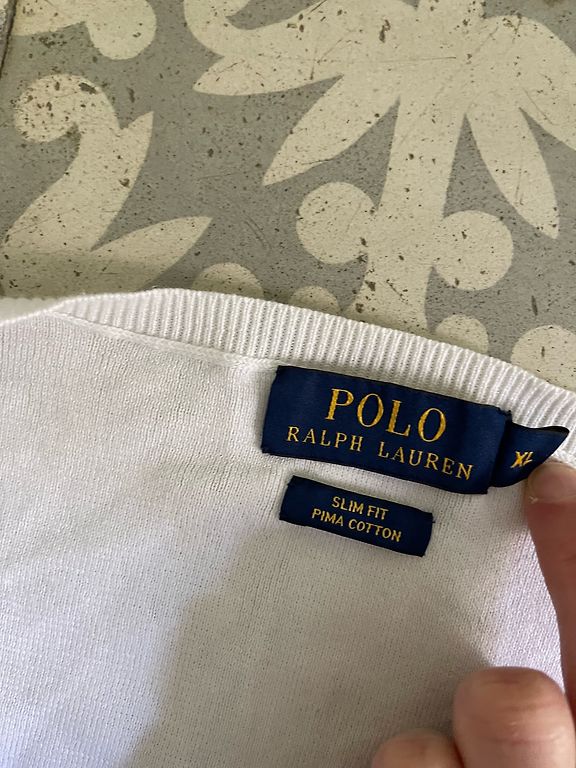 POLO
RALPH LAUREN
XL
SLIM FIT
PIMA COTTON